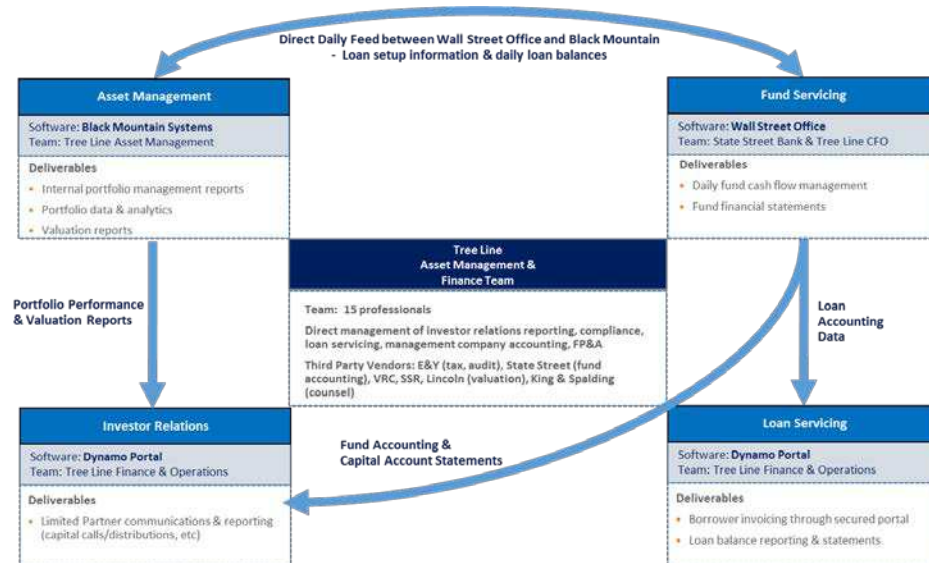 Direct Daily Feed between Wall Street Office and Black Mountain
- Loan setup information & daily loan balances
Asset Management
Software: Black Mountain Systems
Team: Tree Line Asset Management
Deliverables
• Internal portfolio management reports
• Portfolio data & analytics
• Valuation reports
Fund Servicing
Software: Wall Street Office
Team: State Street Bank & Tree Line CFO
Deliverables
• Daily fund cash flow management
• Fund financial statements
Tree Line
Asset Management &
Finance Team
Team: 15 professionals
Direct management of investor relations reporting, compliance,
loan servicing, management company accounting, FP&A
Third Party Vendors: E&Y (tax, audit), State Street (fund
accounting), VRC, SSR, Lincoln (valuation), King & Spalding
(counsel)
Portfolio Performance
& Valuation Reports
Loan
Accounting
Data
Fund Accounting &
Capital Account Statements
Investor Relations
Software: Dynamo Portal
Team: Tree Line Finance & Operations
Deliverables
• Limited Partner communications & reporting
(capital calls/distributions, etc)
Loan Servicing
Software: Dynamo Portal
Team: Tree Line Finance & Operations
Deliverables
• Borrower invoicing through secured portal
• Loan balance reporting & statements